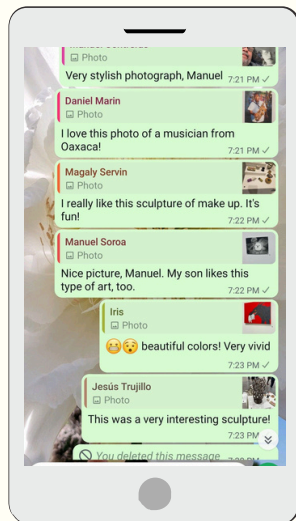 Photo
Very stylish photograph, Manuel 7:21 PM
Daniel Marin
Photo
I love this photo of a musician from
Oaxaca!
7:21 PM
Magaly Servin
Photo
I really like this sculpture of make up. It's
fun!
7:22 PM
Manuel Soroa
Photo
Nice picture, Manuel. My son likes this
type of art, too.
7:22 PM
Iris
Photo
😁😯 beautiful colors! Very vivid
7:23 PM
Jesús Trujillo
Photo
This was a very interesting sculpture!
7:23 PM
You deleted this message